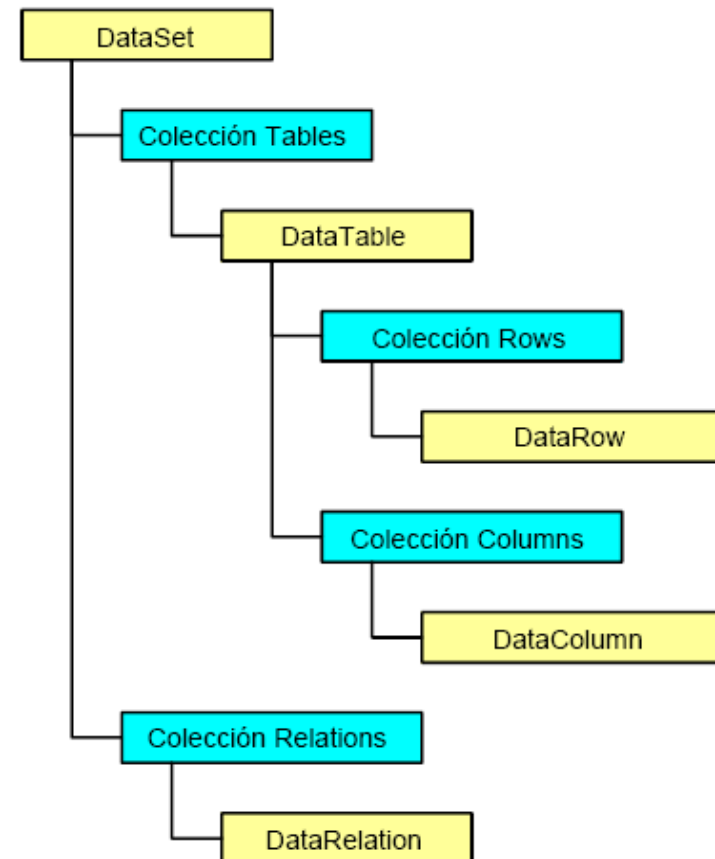 DataSet
Colección Tables
DataTable
Colección Rows
DataRow
Colección Columns
DataColumn
Colección Relations
DataRelation